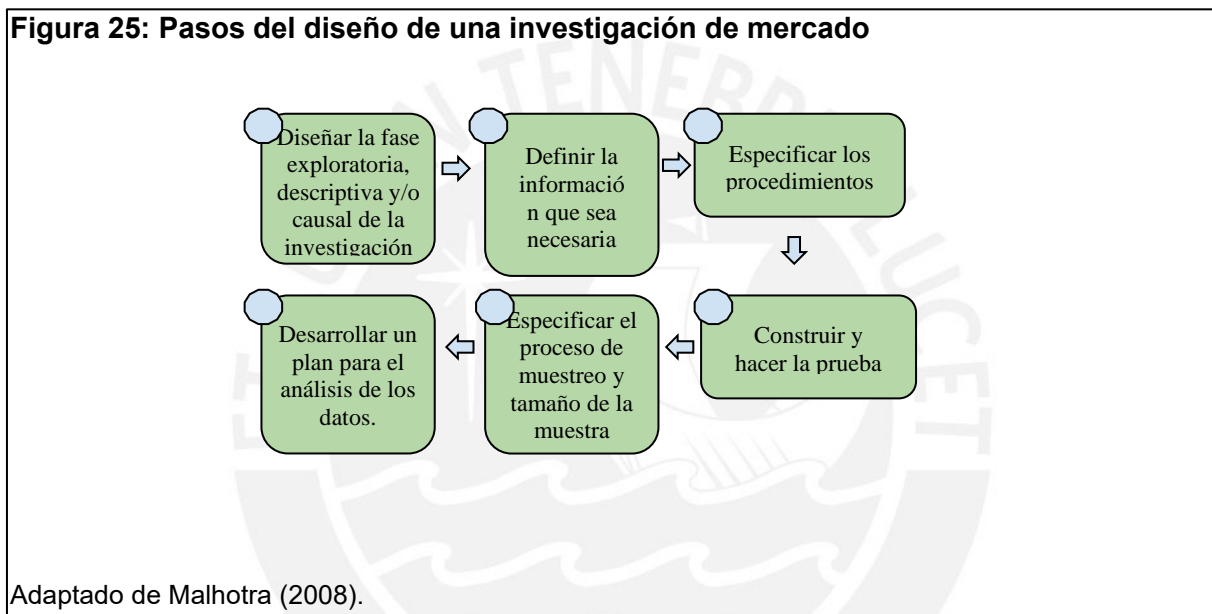 Figura 25: Pasos del diseño de una investigación de mercado
Diseñar la fase
exploratoria,
descriptiva y/o
causal de la
investigación
Definir la
informació
n que sea
necesaria
Especificar los
procedimientos
Construir y
hacer la prueba
Especificar el
proceso de
muestreo y
tamaño de la
muestra
Desarrollar un
plan para el
análisis de los
datos.
Adaptado de Malhotra (2008).